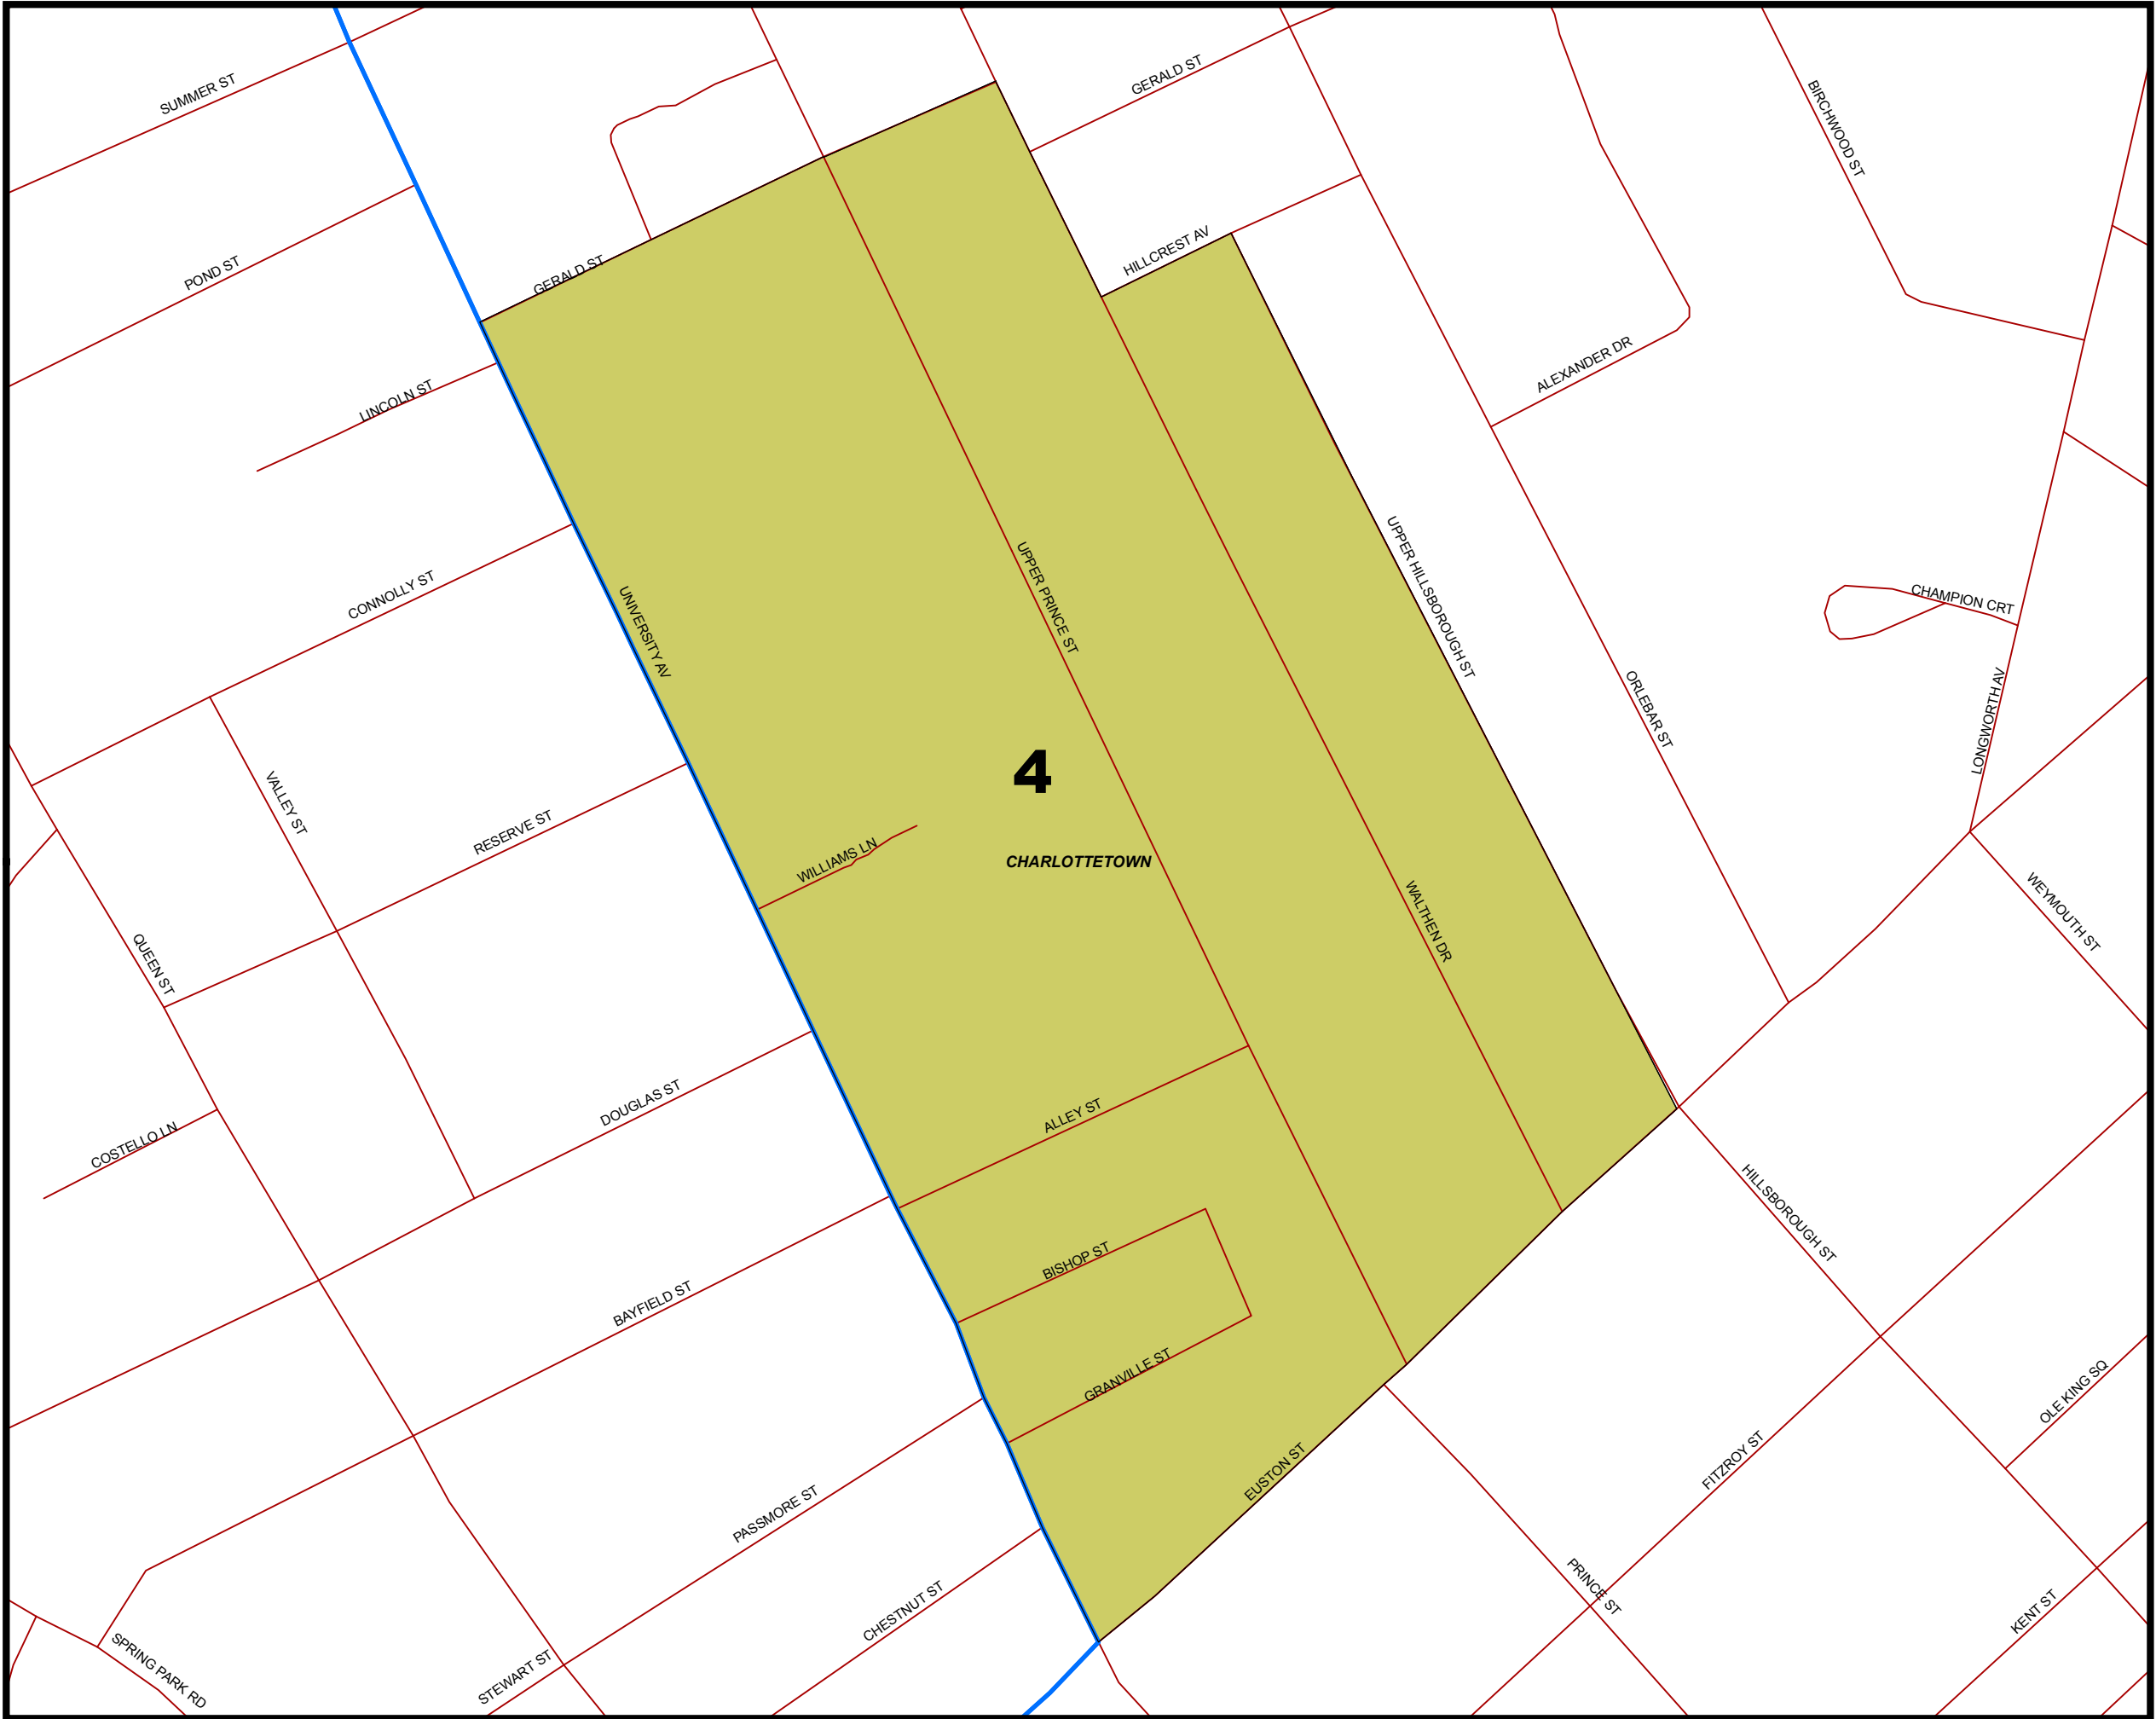 SUMMER ST
GERALD ST
BIRCHWOOD ST
POND ST
GERALD ST
HILLCREST AV
LINCOLN ST
ALEXANDER DR
CONNOLLY ST
UNIVERSITY AV
UPPER PRINCE ST
UPPER HILLSBOROUGH ST
CHAMPION CRT
ORLEBAR ST
LONGWORTH AV
VALLEY ST
RESERVE ST
4
WILLIAMS LN
CHARLOTTETOWN
WALTHEN DR
WEYMOUTH ST
QUEEN ST
COSTELLO LN
DOUGLAS ST
ALLEY ST
HILLSBOROUGH ST
BAYFIELD ST
BISHOP ST
GRANVILLE ST
OLE KING SQ
EUSTON ST
FITZROY ST
PASSMORE ST
CHESTNUT ST
PRINCE ST
KENT ST
SPRING PARK RD
STEWART ST